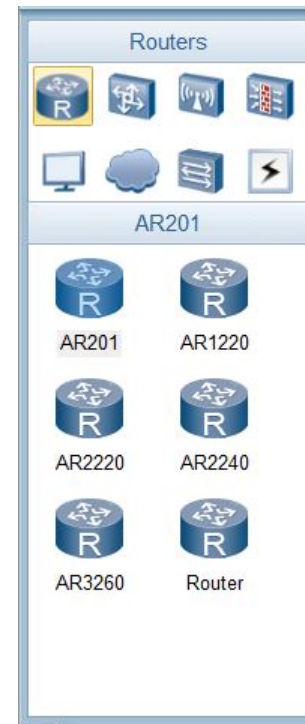 Routers
R
AR201
R R
AR201 AR1220
R R
AR2220 AR2240
R R
AR3260 Router